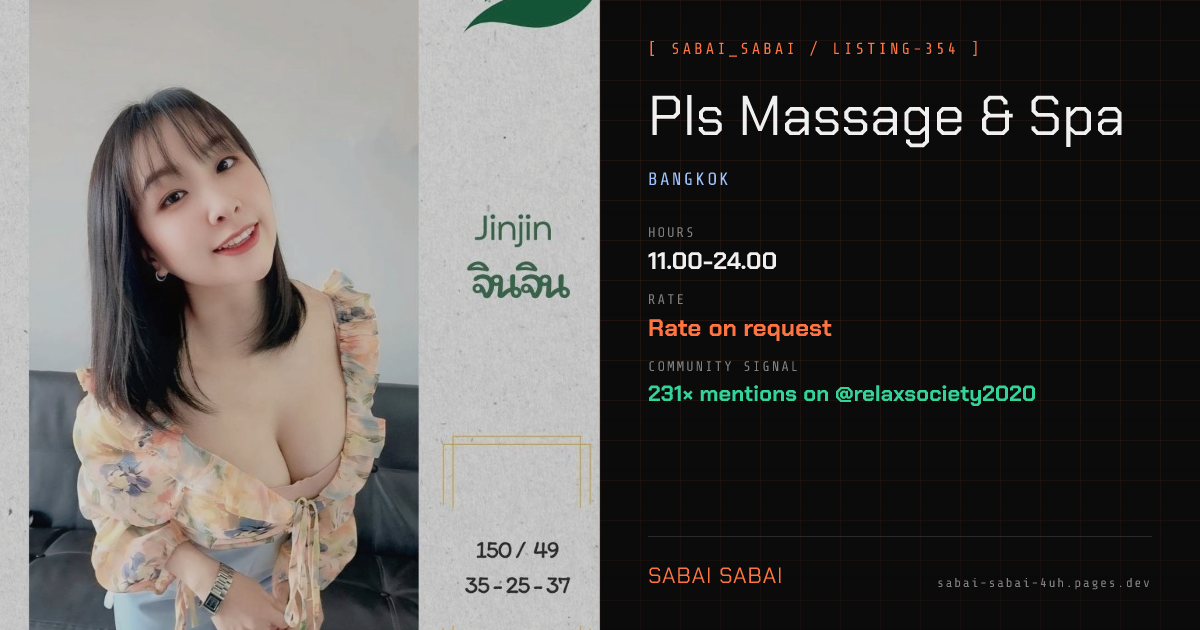 Jinjin
จินจิน
150 / 49
35-25-37
[ SABAI_SABAI / LISTING-354 ]
Pls Massage & Spa
BANGKOK
HOURS
11.00-24.00
RATE
Rate on request
COMMUNITY SIGNAL
231× mentions on @relaxsociety2020
SABAI SABAI
sabai-sabai-4uh.pages.dev